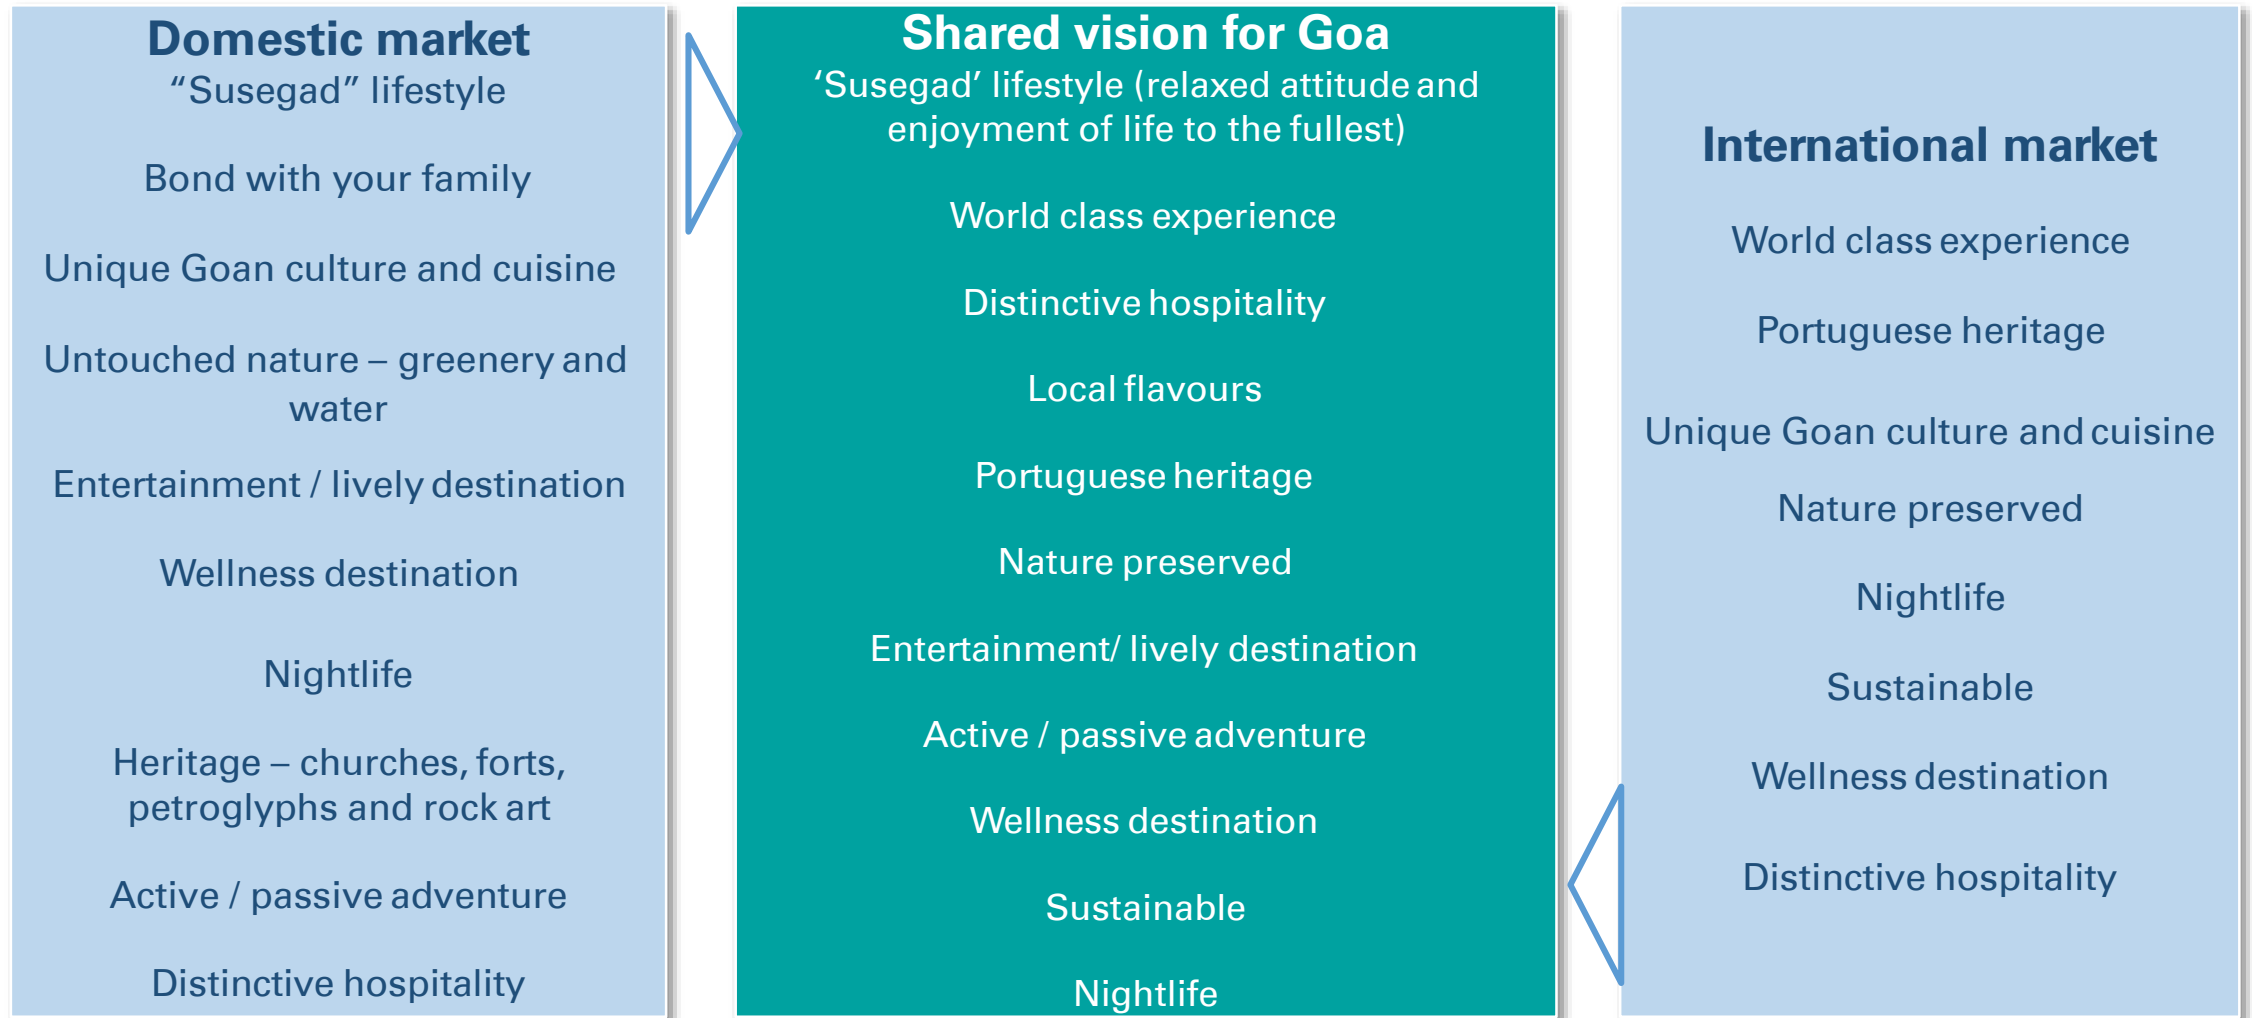 Domestic market
“Susegad” lifestyle
Bond with your family
Unique Goan culture and cuisine
Untouched nature – greenery and
water
Entertainment / lively destination
Wellness destination
Nightlife
Heritage – churches, forts,
petroglyphs and rock art
Active / passive adventure
Distinctive hospitality
Shared vision for Goa
‘Susegad’ lifestyle (relaxed attitude and
enjoyment of life to the fullest)
World class experience
Distinctive hospitality
Local flavours
Portuguese heritage
Nature preserved
Entertainment/ lively destination
Active / passive adventure
Wellness destination
Sustainable
Nightlife
International market
World class experience
Portuguese heritage
Unique Goan culture and cuisine
Nature preserved
Nightlife
Sustainable
Wellness destination
Distinctive hospitality